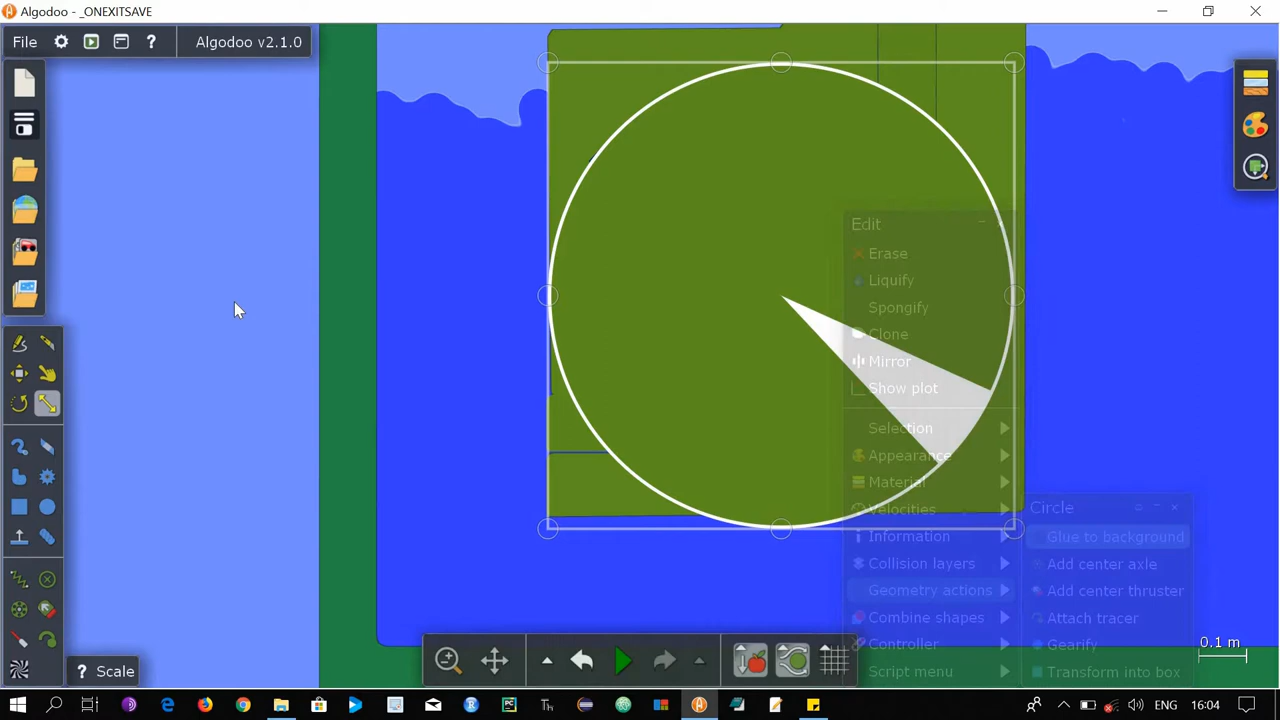 Algodoo - _ONEXITSAVE
File
Algodoo v2.1.0
Edit
Erase
Liquify
Spongify
Clone
Mirror
Show plot
Selection
Appearance
Material
Velocities
Information
Collision layers
Geometry actions
Combine shapes
Controller
Script menu
Circle
Glue to background
Add center axle
Add center thruster
Attach tracer
Gearify
Transform into box
0.1 m
? Scale
ENG
16:04